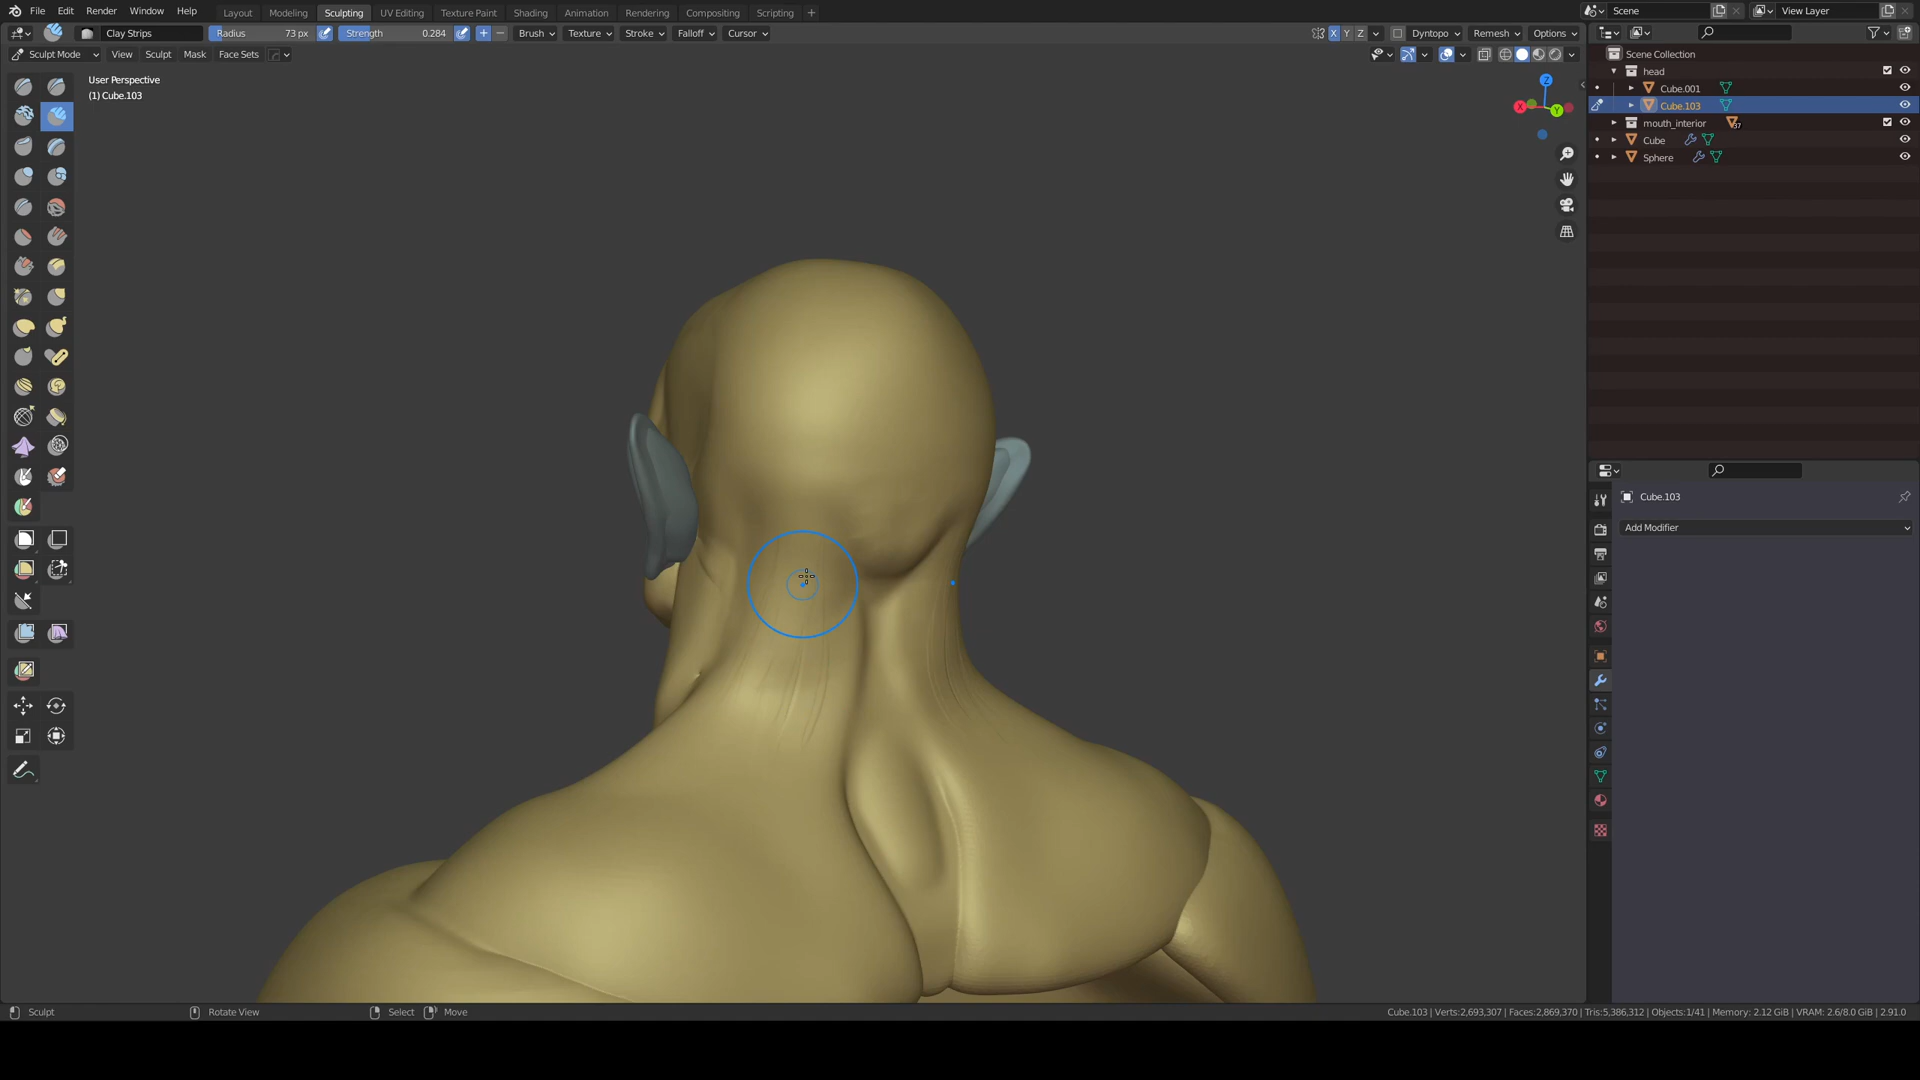 File Edit Render Window Help Layout Modeling Sculpting UV Editing Texture Paint Shading Animation Rendering Compositing Scripting + Scene View Layer
Clay Strips Radius 73 px Strength 0.284 Brush Texture Stroke Falloff Cursor X Y Z Dyntopo Remesh Options
Sculpt Mode View Sculpt Mask Face Sets
Scene Collection
head
Cube.001
Cube.103
mouth_interior 37
Cube
Sphere
User Perspective
(1) Cube.103
Z
X
Y
Cube.103
Add Modifier
Sculpt Rotate View Select Move Cube.103 | Verts:2,693,307 | Faces:2,869,370 | Tris:5,386,312 | Objects:1/41 | Memory: 2.12 GiB | VRAM: 2.6/8.0 GiB | 2.91.0